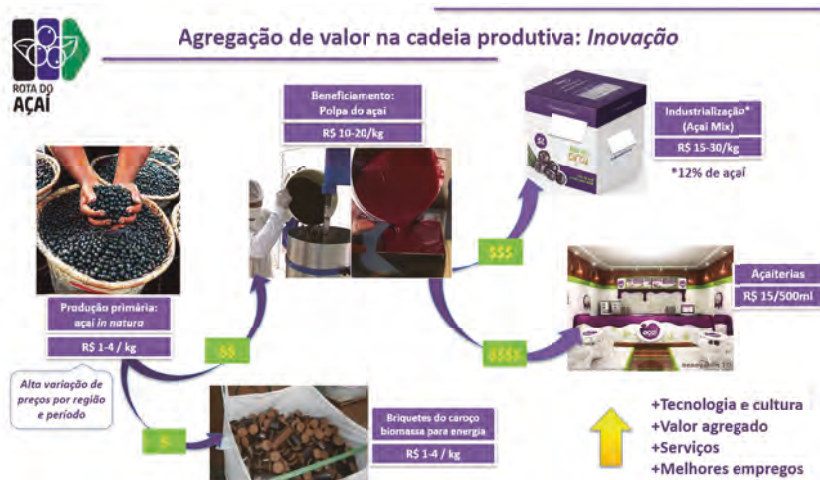 Agregação de valor na cadeia produtiva: Inovação
ROTA DO
AÇAÍ
Beneficiamento:
Polpa do açaí
R$ 10-20/kg
Industrialização*
(Açaí Mix)
R$ 15-30/kg
*12% de açaí
5L
$$$
Açaíterias
R$ 15/500ml
açaí
Produção primária:
açaí in natura
R$ 1-4 / kg
$$
$$$$
Alta variação de
preços por região
e período
$
Briquetes do caroço
biomassa para energia
R$ 1-4 / kg
+Tecnologia e cultura
+Valor agregado
+Serviços
+Melhores empregos